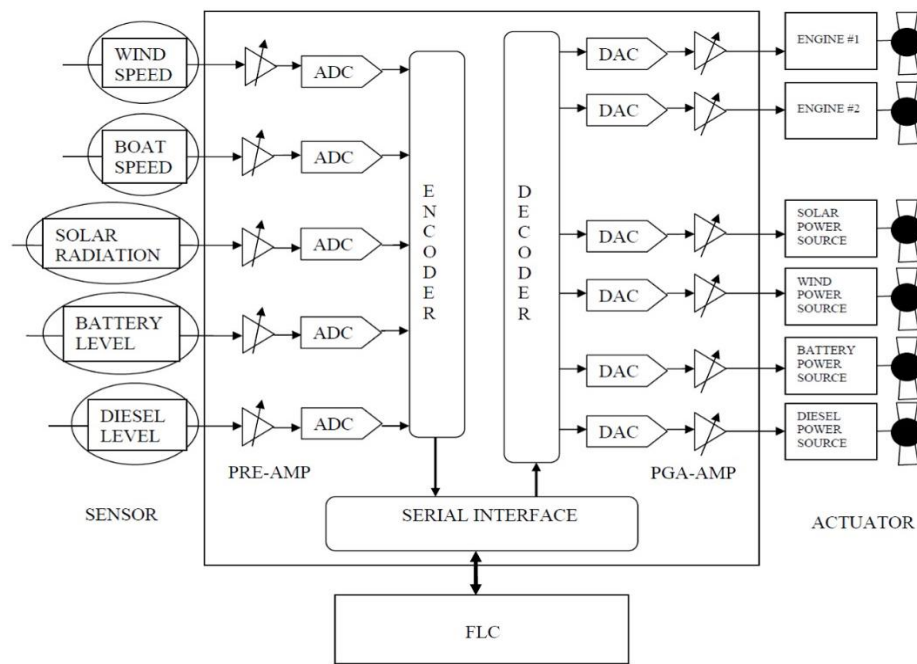 WIND
SPEED
ADC
BOAT
SPEED
ADC
SOLAR
RADIATION
ADC
BATTERY
LEVEL
ADC
DIESEL
LEVEL
ADC
PRE-AMP
SENSOR
E
N
C
O
D
E
R
D
E
C
O
D
E
R
DAC
ENGINE #1
DAC
ENGINE #2
DAC
SOLAR
POWER
SOURCE
DAC
WIND
POWER
SOURCE
DAC
BATTERY
POWER
SOURCE
DAC
DIESEL
POWER
SOURCE
PGA-AMP
ACTUATOR
SERIAL INTERFACE
FLC